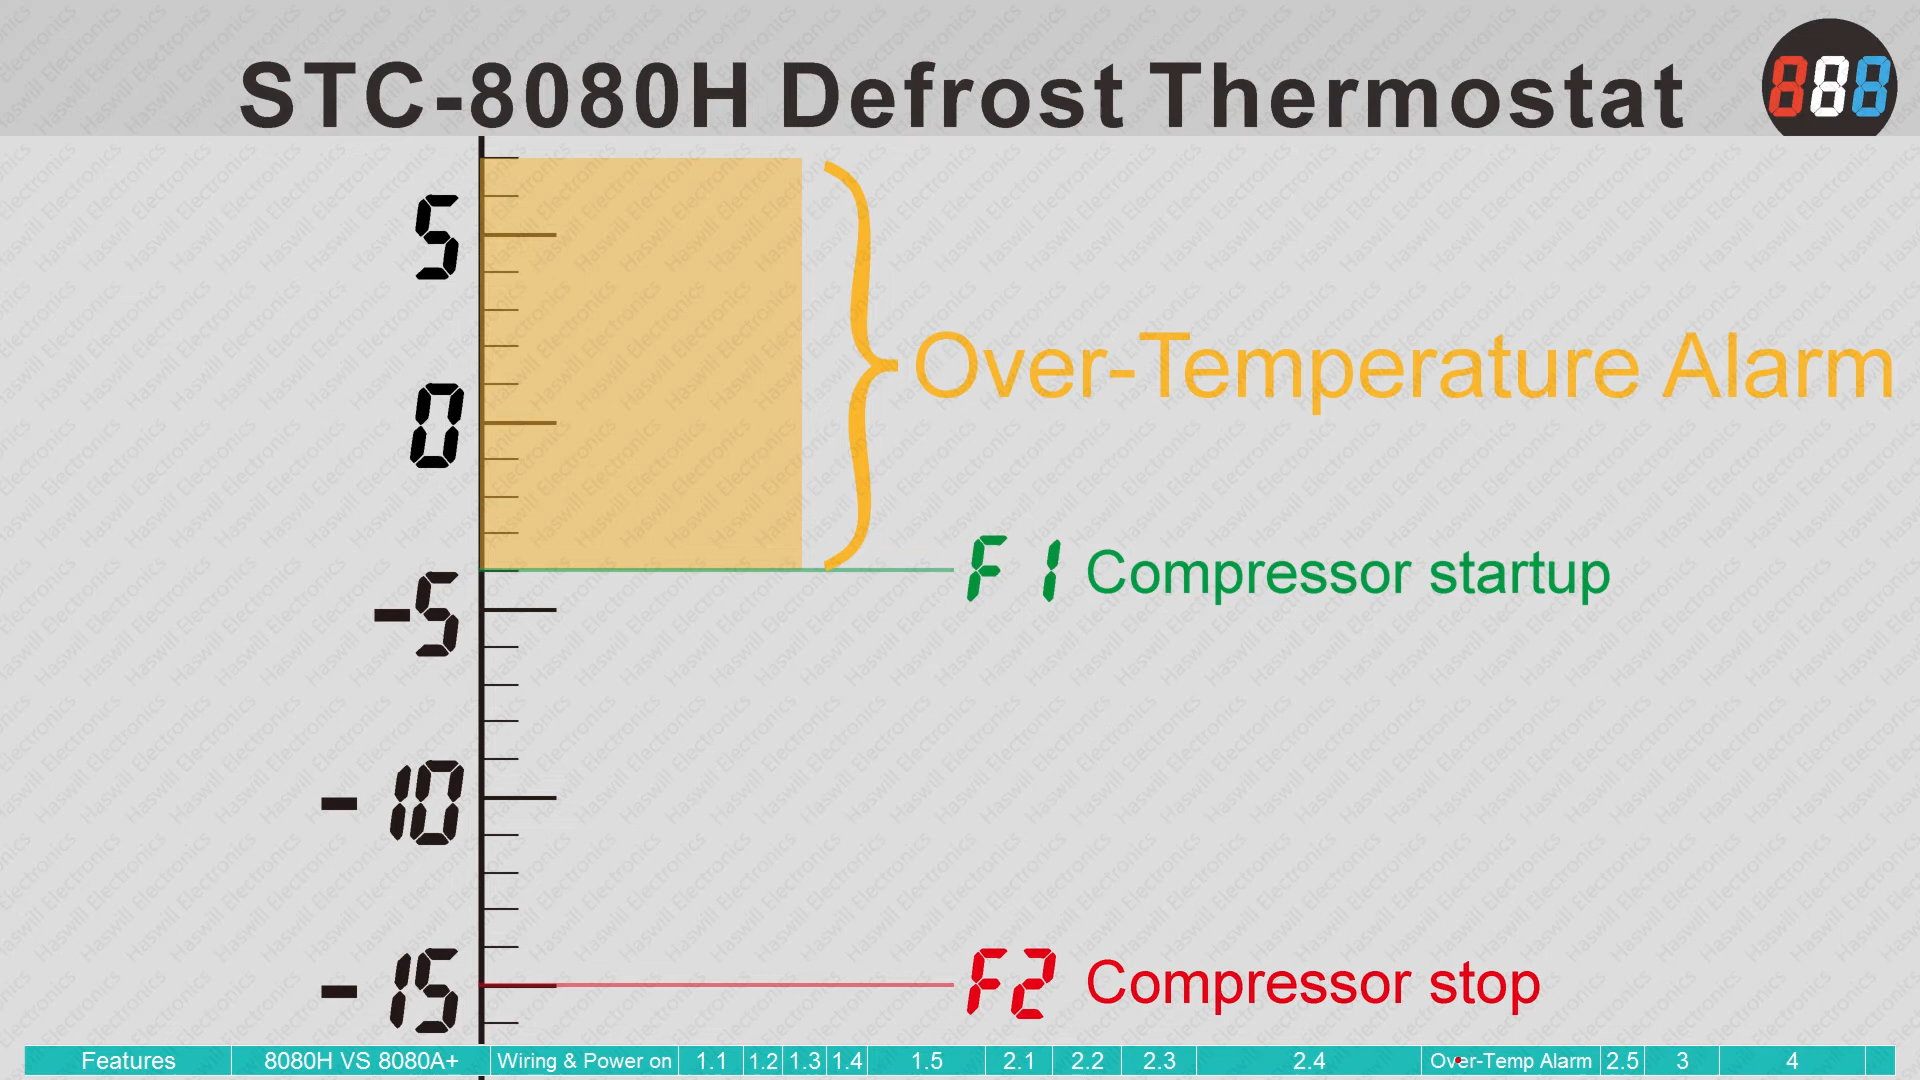 STC-8080H Defrost Thermostat
888
5
Over-Temperature Alarm
0
F1 Compressor startup
-5
-10
F2 Compressor stop
-15
Features 8080H VS 8080A+ Wiring & Power on 1.1 1.2 1.3 1.4 1.5 2.1 2.2 2.3 2.4 Over-Temp Alarm 2.5 3 4
Haswill Electronics